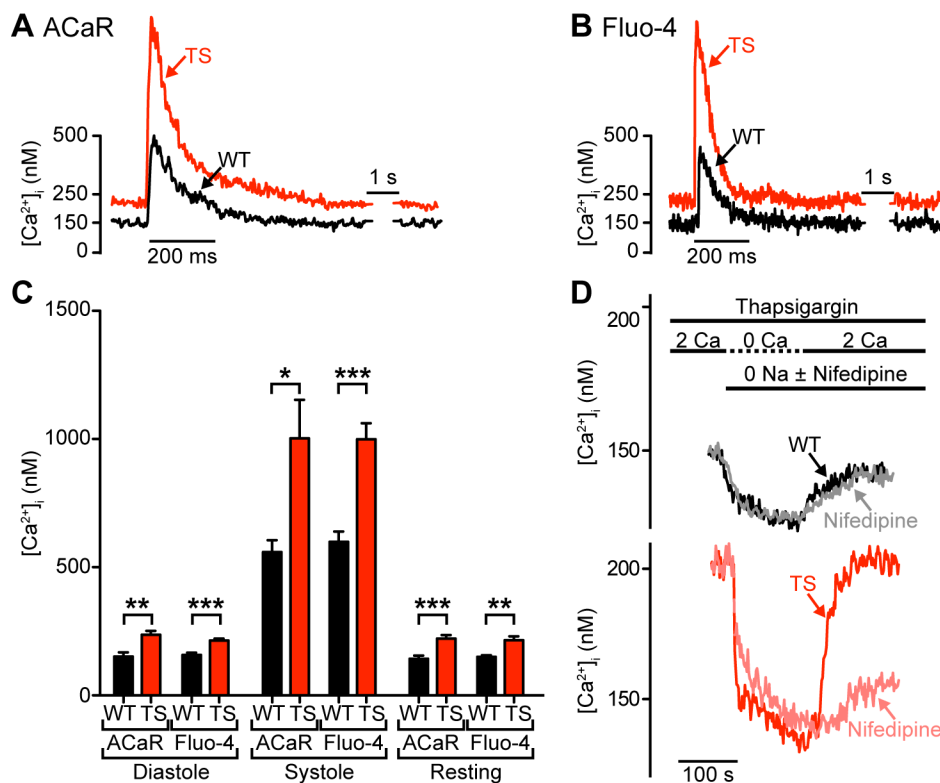 A ACaR
TS
WT
500
250
150
0
[Ca²⁺]ᵢ (nM)
1 s
200 ms
B Fluo-4
TS
WT
500
250
150
0
[Ca²⁺]ᵢ (nM)
1 s
200 ms
C
1500
1000
500
0
[Ca²⁺]ᵢ (nM)
** *** * *** *** **
WT TS WT TS WT TS WT TS WT TS WT TS
ACaR Fluo-4 ACaR Fluo-4 ACaR Fluo-4
Diastole Systole Resting
D
200
150
[Ca²⁺]ᵢ (nM)
Thapsigargin
2 Ca 0 Ca 2 Ca
0 Na ± Nifedipine
WT
Nifedipine
200
150
[Ca²⁺]ᵢ (nM)
TS
Nifedipine
100 s